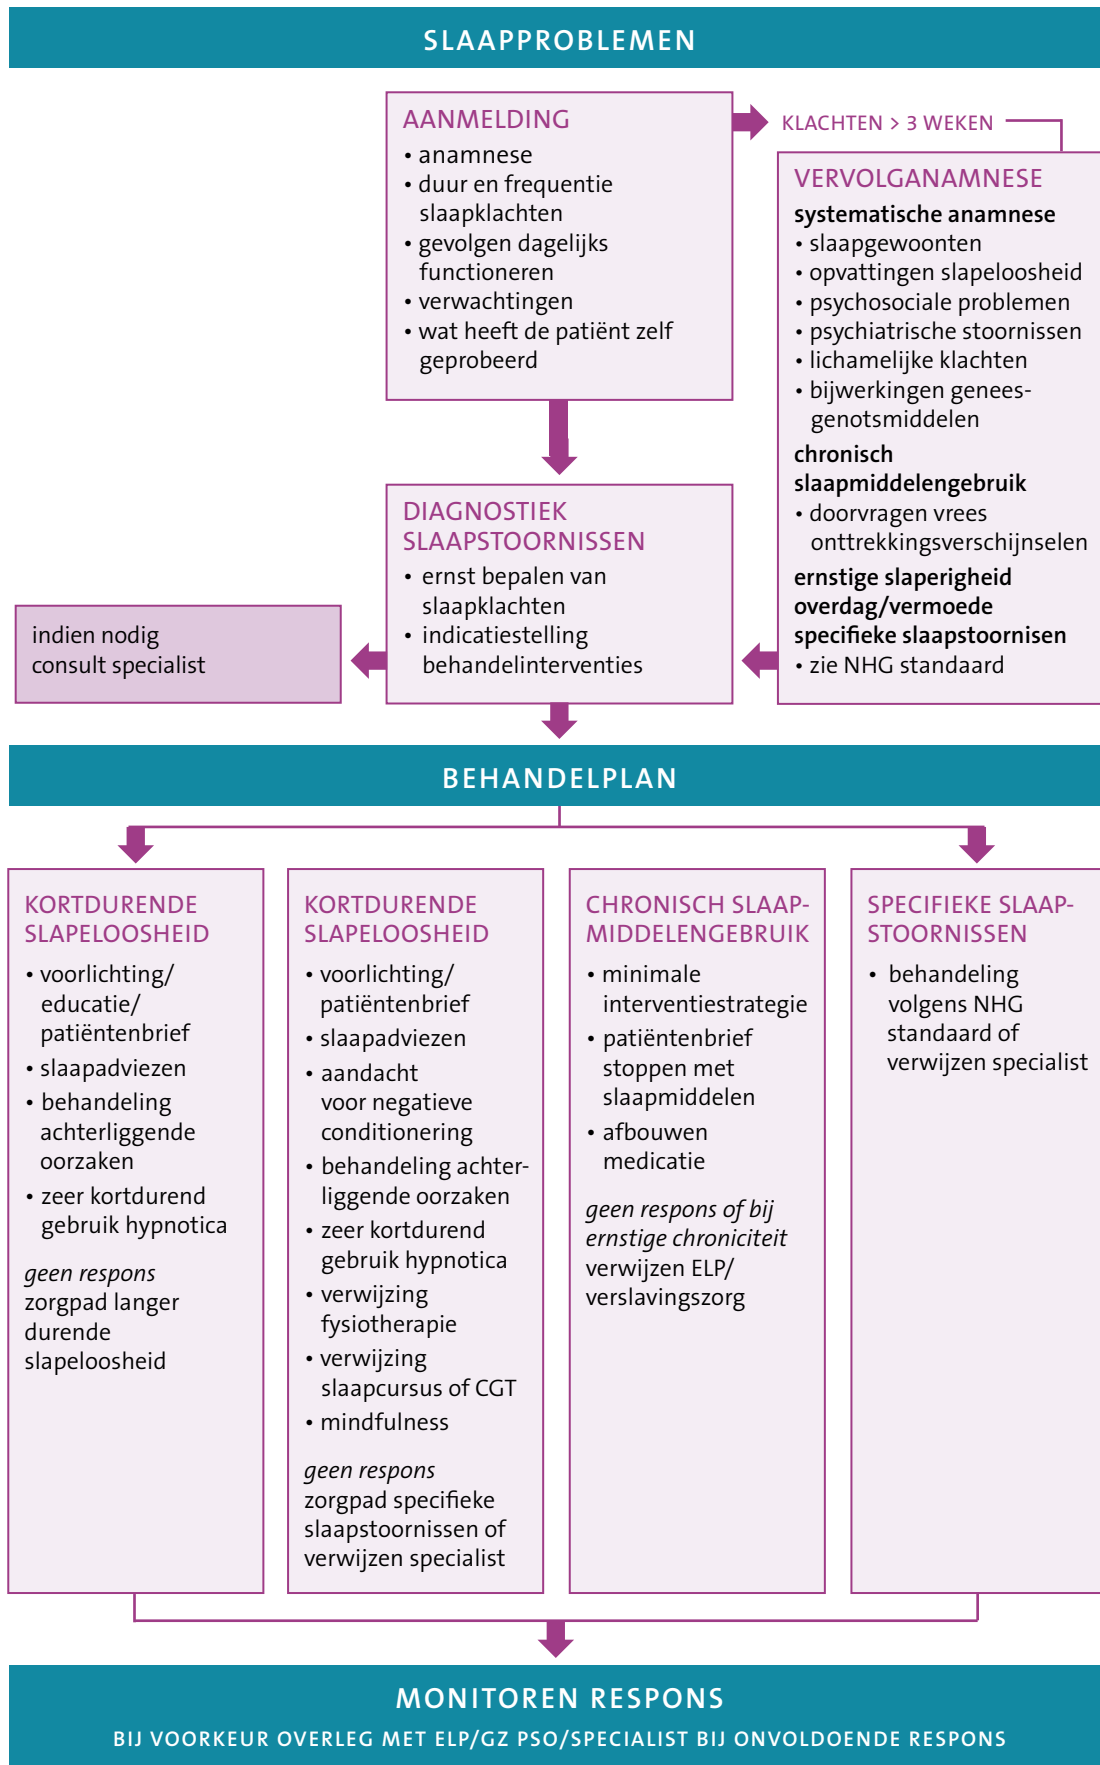 SLAAPPROBLEMEN
AANMELDING
• anamnese
• duur en frequentie
slaapklachten
• gevolgen dagelijks
functioneren
• verwachtingen
• wat heeft de patiënt zelf
geprobeerd
KLACHTEN > 3 WEKEN
VERVOLGANAMNESE
systematische anamnese
• slaapgewoonten
• opvattingen slapeloosheid
• psychosociale problemen
• psychiatrische stoornissen
• lichamelijke klachten
• bijwerkingen genees-
genotsmiddelen
chronisch
slaapmiddelengebruik
• doorvragen vrees
onttrekkingsverschijnselen
ernstige slaperigheid
overdag/vermoede
specifieke slaapstoornisen
• zie NHG standaard
DIAGNOSTIEK
SLAAPSTOORNISSEN
• ernst bepalen van
slaapklachten
• indicatiestelling
behandelinterventies
indien nodig
consult specialist
BEHANDELPLAN
KORTDURENDE
SLAPELOOSHEID
• voorlichting/
educatie/
patiëntenbrief
• slaapadviezen
• behandeling
achterliggende
oorzaken
• zeer kortdurend
gebruik hypnotica
geen respons
zorgpad langer
durende
slapeloosheid
KORTDURENDE
SLAPELOOSHEID
• voorlichting/
patiëntenbrief
• slaapadviezen
• aandacht
voor negatieve
conditionering
• behandeling achter-
liggende oorzaken
• zeer kortdurend
gebruik hypnotica
• verwijzing
fysiotherapie
• verwijzing
slaapcursus of CGT
• mindfulness
geen respons
zorgpad specifieke
slaapstoornissen of
verwijzen specialist
CHRONISCH SLAAP-
MIDDELENGEBRUIK
• minimale
interventiestrategie
• patiëntenbrief
stoppen met
slaapmiddelen
• afbouwen
medicatie
geen respons of bij
ernstige chroniciteit
verwijzen ELP/
verslavingszorg
SPECIFIEKE SLAAP-
STOORNISSEN
• behandeling
volgens NHG
standaard of
verwijzen specialist
MONITOREN RESPONS
BIJ VOORKEUR OVERLEG MET ELP/GZ PSO/SPECIALIST BIJ ONVOLDOENDE RESPONS